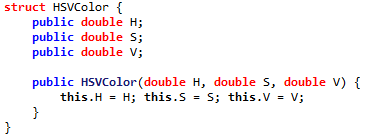 struct HSVColor {
    public double H;
    public double S;
    public double V;

    public HSVColor(double H, double S, double V) {
        this.H = H; this.S = S; this.V = V;
    }
}